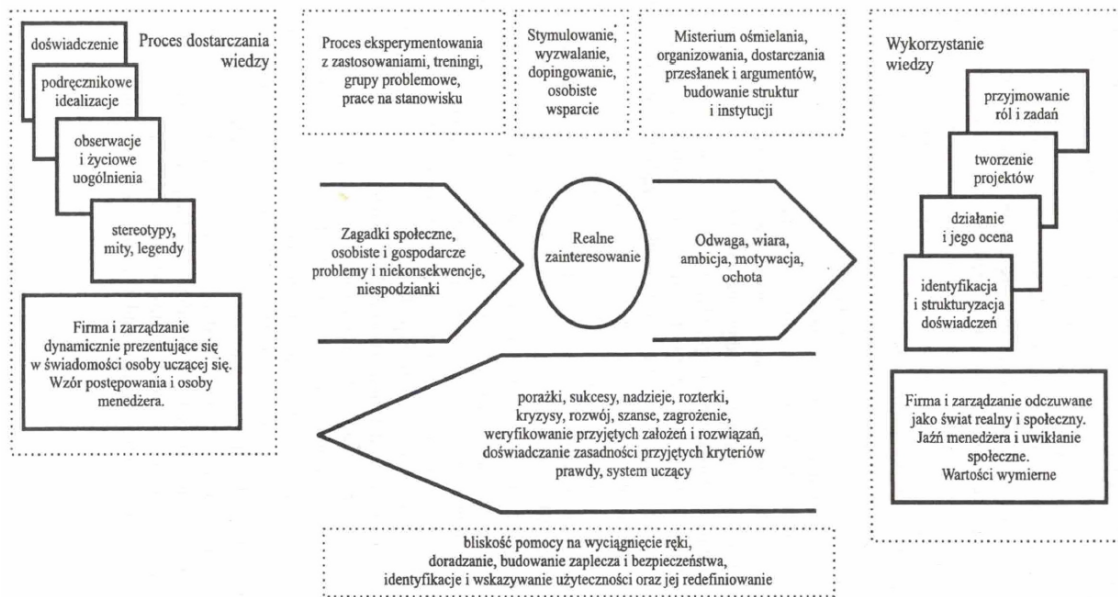 Proces dostarczania
wiedzy
doświadczenie
podręcznikowe
idealizacje
obserwacje
i życiowe
uogólnienia
stereotypy,
mity, legendy
Firma i zarządzanie
dynamicznie prezentujące się
w świadomości osoby uczącej się.
Wzór postępowania i osoby
menedżera.
Proces eksperymentowania
z zastosowaniami, treningi,
grupy problemowe,
prace na stanowisku
Stymulowanie,
wyzwalanie,
dopingowanie,
osobiste
wsparcie
Misterium ośmielania,
organizowania, dostarczania
przesłanek i argumentów,
budowanie struktur
i instytucji
Zagadki społeczne,
osobiste i gospodarcze
problemy i niekonsekwencje,
niespodzianki
Realne
zainteresowanie
Odwaga, wiara,
ambicja, motywacja,
ochota
porażki, sukcesy, nadzieje, rozterki,
kryzysy, rozwój, szanse, zagrożenie,
weryfikowanie przyjętych założeń i rozwiązań,
doświadczanie zasadności przyjętych kryteriów
prawdy, system uczący
bliskość pomocy na wyciągnięcie ręki,
doradzanie, budowanie zaplecza i bezpieczeństwa,
identyfikacje i wskazywanie użyteczności oraz jej redefiniowanie
Wykorzystanie
wiedzy
przyjmowanie
ról i zadań
tworzenie
projektów
działanie
i jego ocena
identyfikacja
i strukturyzacja
doświadczeń
Firma i zarządzanie odczuwane
jako świat realny i społeczny.
Jaźń menedżera i uwikłanie
społeczne.
Wartości wymierne